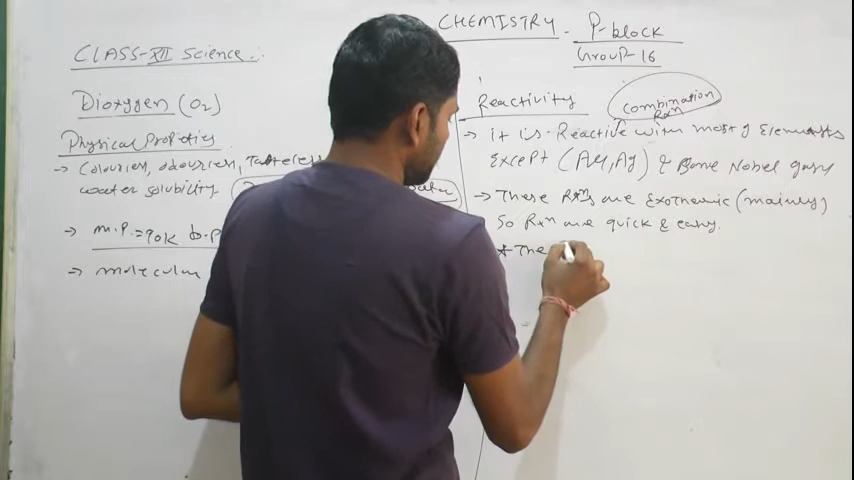 CHEMISTRY - P-block
Group-16
CLASS-XII Science.
Dioxygen (O2)
Physical Properties
→ Colourless, odourless, Tasteless
water solubility
→ m.P. = 90K b.P
→ molecular
Reactivity
Combination
Rxn
→ it is Reactive with most of Elements
Except (Au, Ag) & Some Nobel gases
→ These Rxns are Exothermic (mainly)
So Rxn are quick & easy.
* The